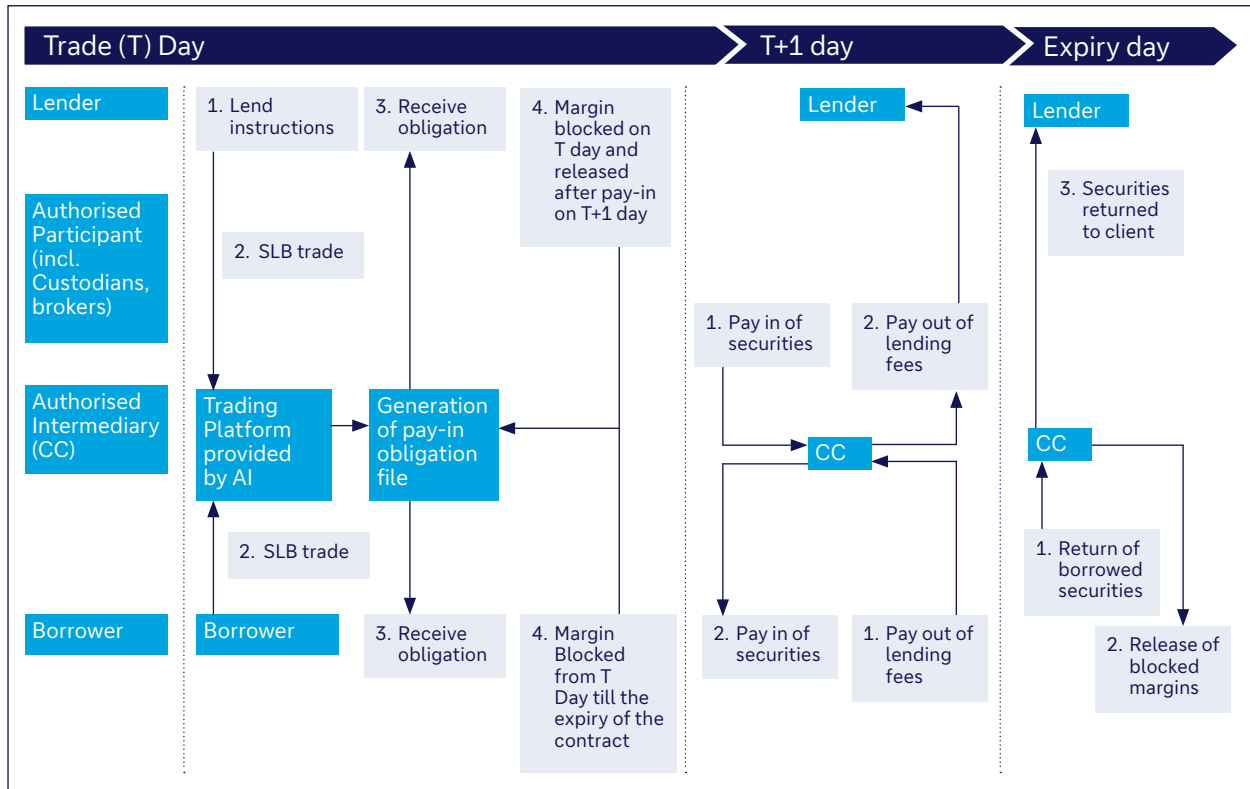 Trade (T) Day
T+1 day
Expiry day
Lender
1. Lend
instructions
3. Receive
obligation
4. Margin
blocked on
T day and
released
after pay-in
on T+1 day
Lender
Lender
3. Securities
returned
to client
Authorised
Participant
(incl.
Custodians,
brokers)
2. SLB trade
1. Pay in of
securities
2. Pay out of
lending
fees
Authorised
Intermediary
(CC)
Trading
Platform
provided
by AI
Generation
of pay-in
obligation
file
CC
CC
2. SLB trade
1. Return of
borrowed
securities
Borrower
Borrower
3. Receive
obligation
4. Margin
Blocked
from T
Day till the
expiry of the
contract
2. Pay in of
securities
1. Pay out of
lending
fees
2. Release of
blocked
margins